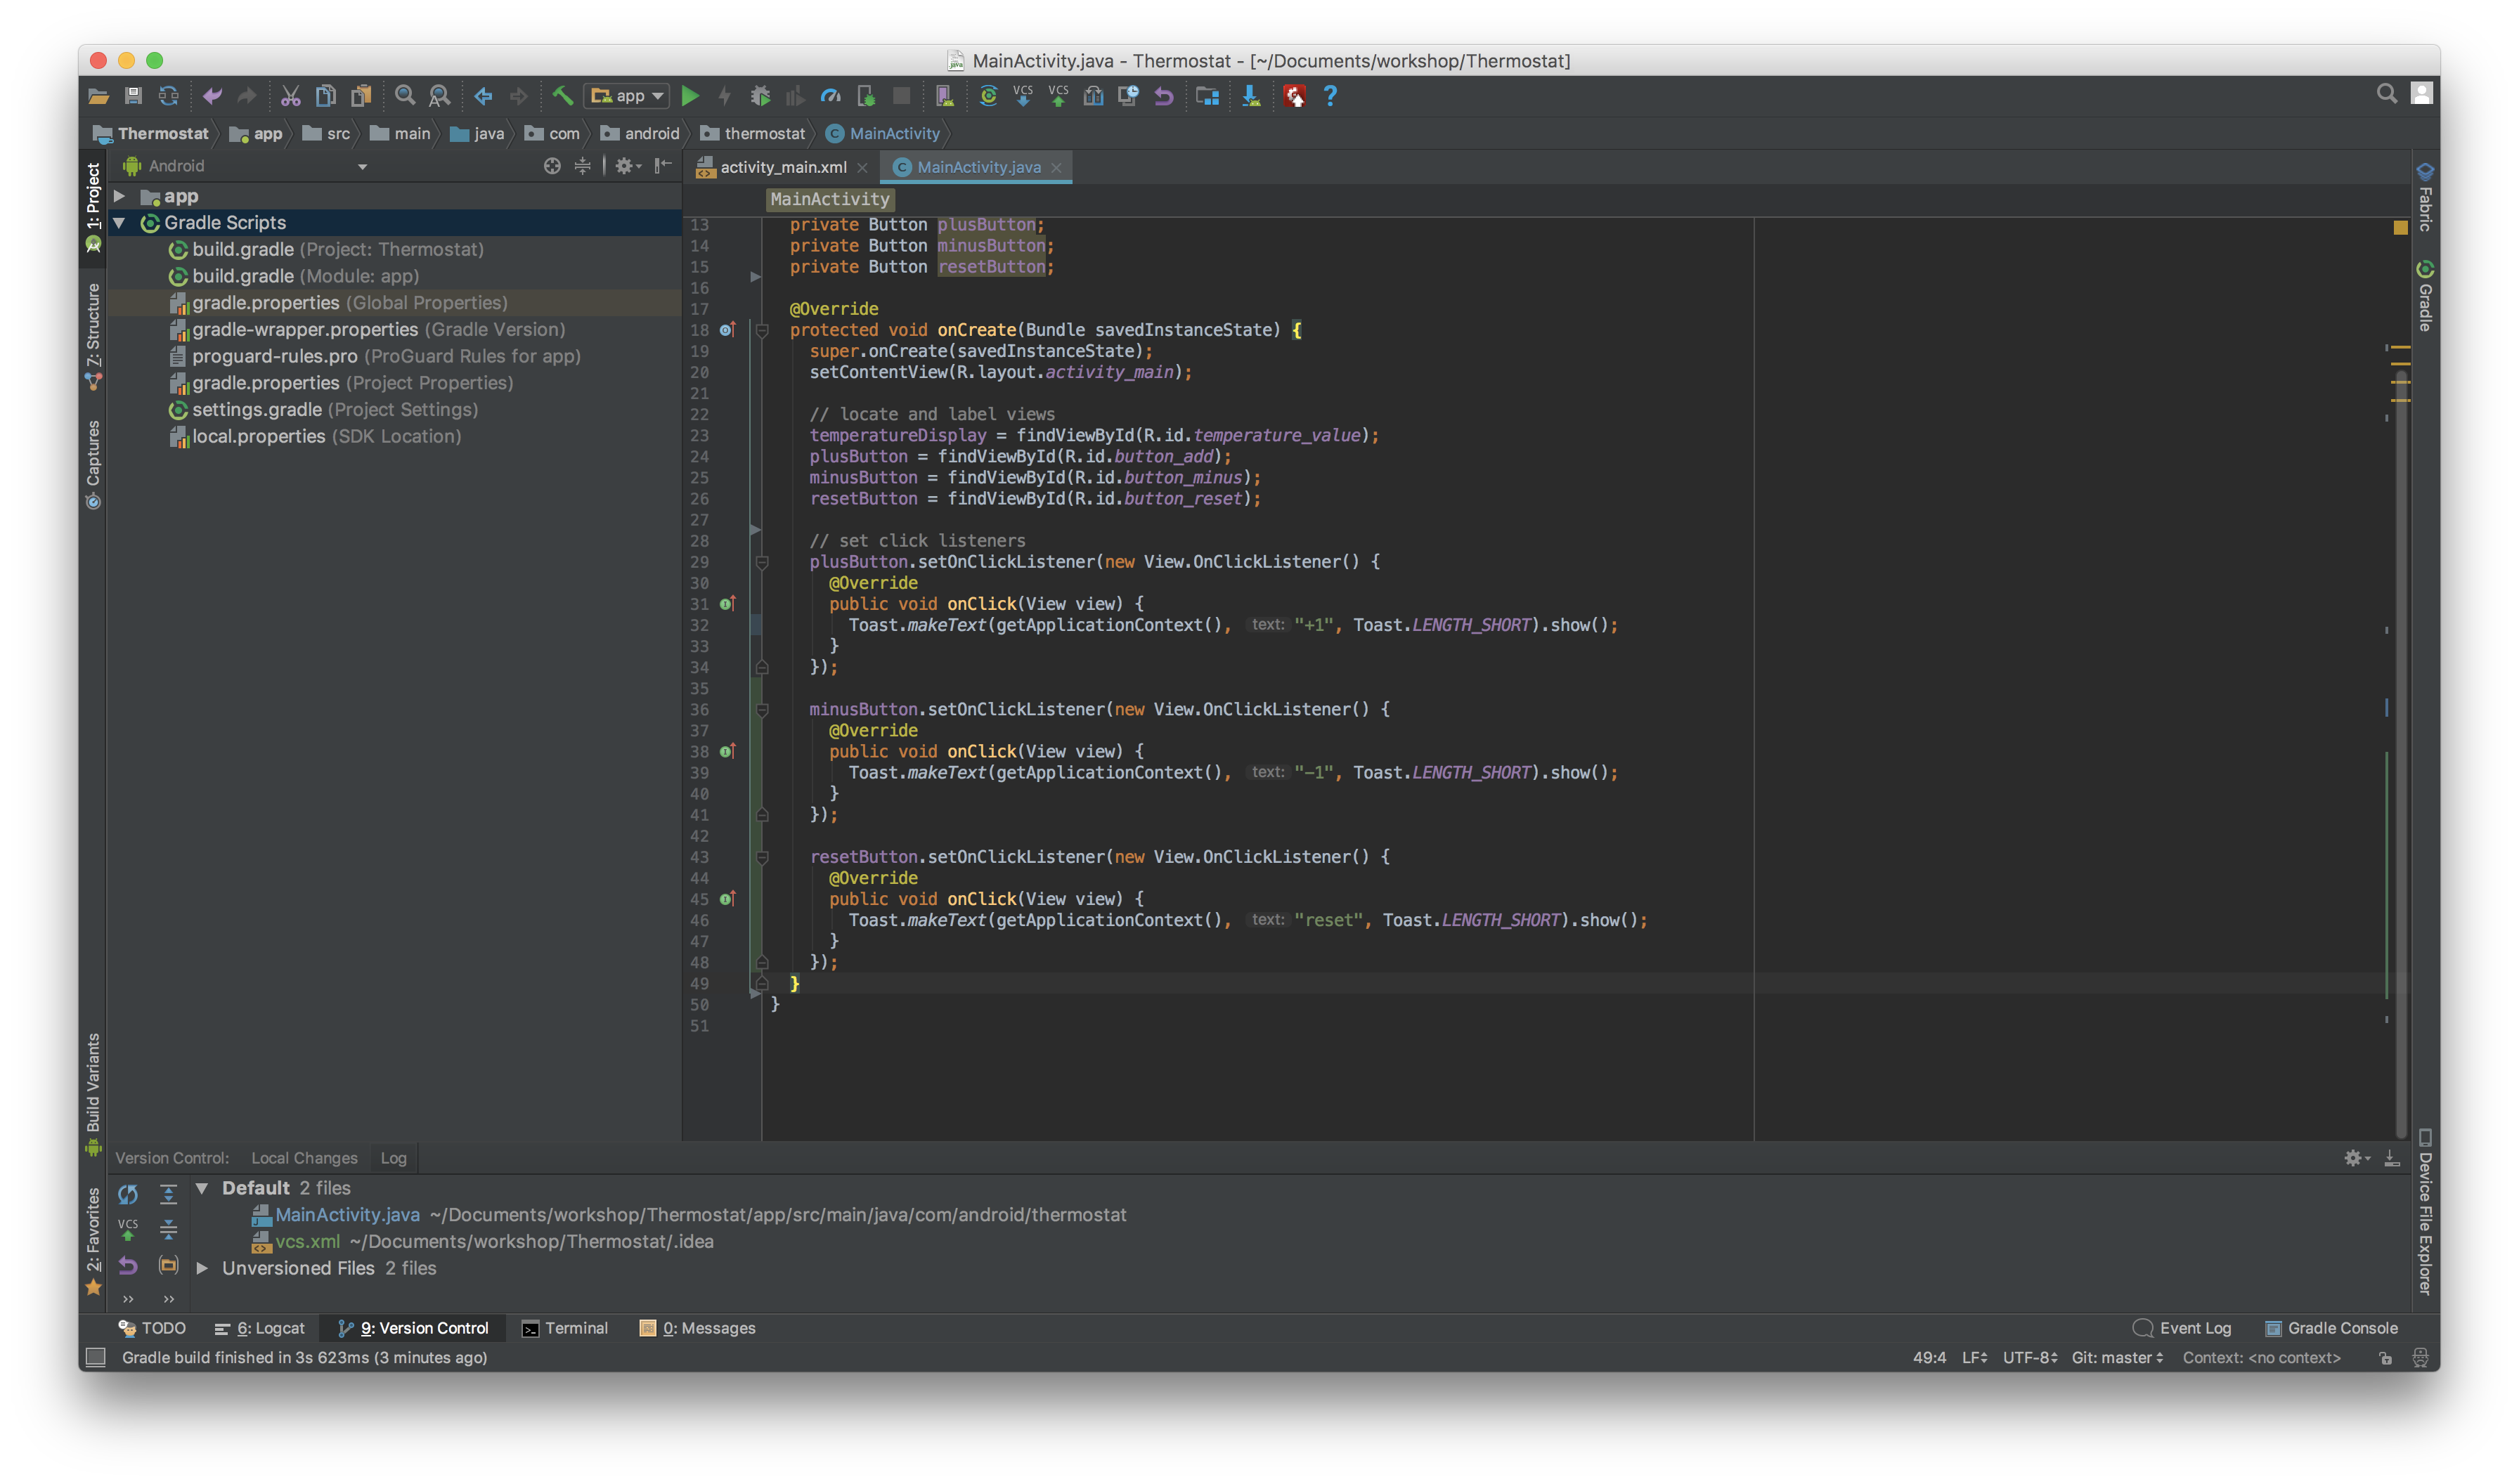 MainActivity.java - Thermostat - [~/Documents/workshop/Thermostat]
app
VCS VCS
Thermostat app src main java com android thermostat MainActivity
1: Project
7: Structure
Captures
Build Variants
2: Favorites
Android
app
Gradle Scripts
build.gradle (Project: Thermostat)
build.gradle (Module: app)
gradle.properties (Global Properties)
gradle-wrapper.properties (Gradle Version)
proguard-rules.pro (ProGuard Rules for app)
gradle.properties (Project Properties)
settings.gradle (Project Settings)
local.properties (SDK Location)
activity_main.xml MainActivity.java
MainActivity
13 private Button plusButton;
14 private Button minusButton;
15 private Button resetButton;
16
17 @Override
18 protected void onCreate(Bundle savedInstanceState) {
19 super.onCreate(savedInstanceState);
20 setContentView(R.layout.activity_main);
21
22 // locate and label views
23 temperatureDisplay = findViewById(R.id.temperature_value);
24 plusButton = findViewById(R.id.button_add);
25 minusButton = findViewById(R.id.button_minus);
26 resetButton = findViewById(R.id.button_reset);
27
28 // set click listeners
29 plusButton.setOnClickListener(new View.OnClickListener() {
30 @Override
31 public void onClick(View view) {
32 Toast.makeText(getApplicationContext(), text: "+1", Toast.LENGTH_SHORT).show();
33 }
34 });
35
36 minusButton.setOnClickListener(new View.OnClickListener() {
37 @Override
38 public void onClick(View view) {
39 Toast.makeText(getApplicationContext(), text: "−1", Toast.LENGTH_SHORT).show();
40 }
41 });
42
43 resetButton.setOnClickListener(new View.OnClickListener() {
44 @Override
45 public void onClick(View view) {
46 Toast.makeText(getApplicationContext(), text: "reset", Toast.LENGTH_SHORT).show();
47 }
48 });
49 }
50 }
51
Fabric
Gradle
Device File Explorer
Version Control: Local Changes Log
VCS
Default 2 files
MainActivity.java ~/Documents/workshop/Thermostat/app/src/main/java/com/android/thermostat
vcs.xml ~/Documents/workshop/Thermostat/.idea
Unversioned Files 2 files
TODO 6: Logcat 9: Version Control Terminal 0: Messages Event Log Gradle Console
Gradle build finished in 3s 623ms (3 minutes ago) 49:4 LF UTF-8 Git: master Context: <no context>